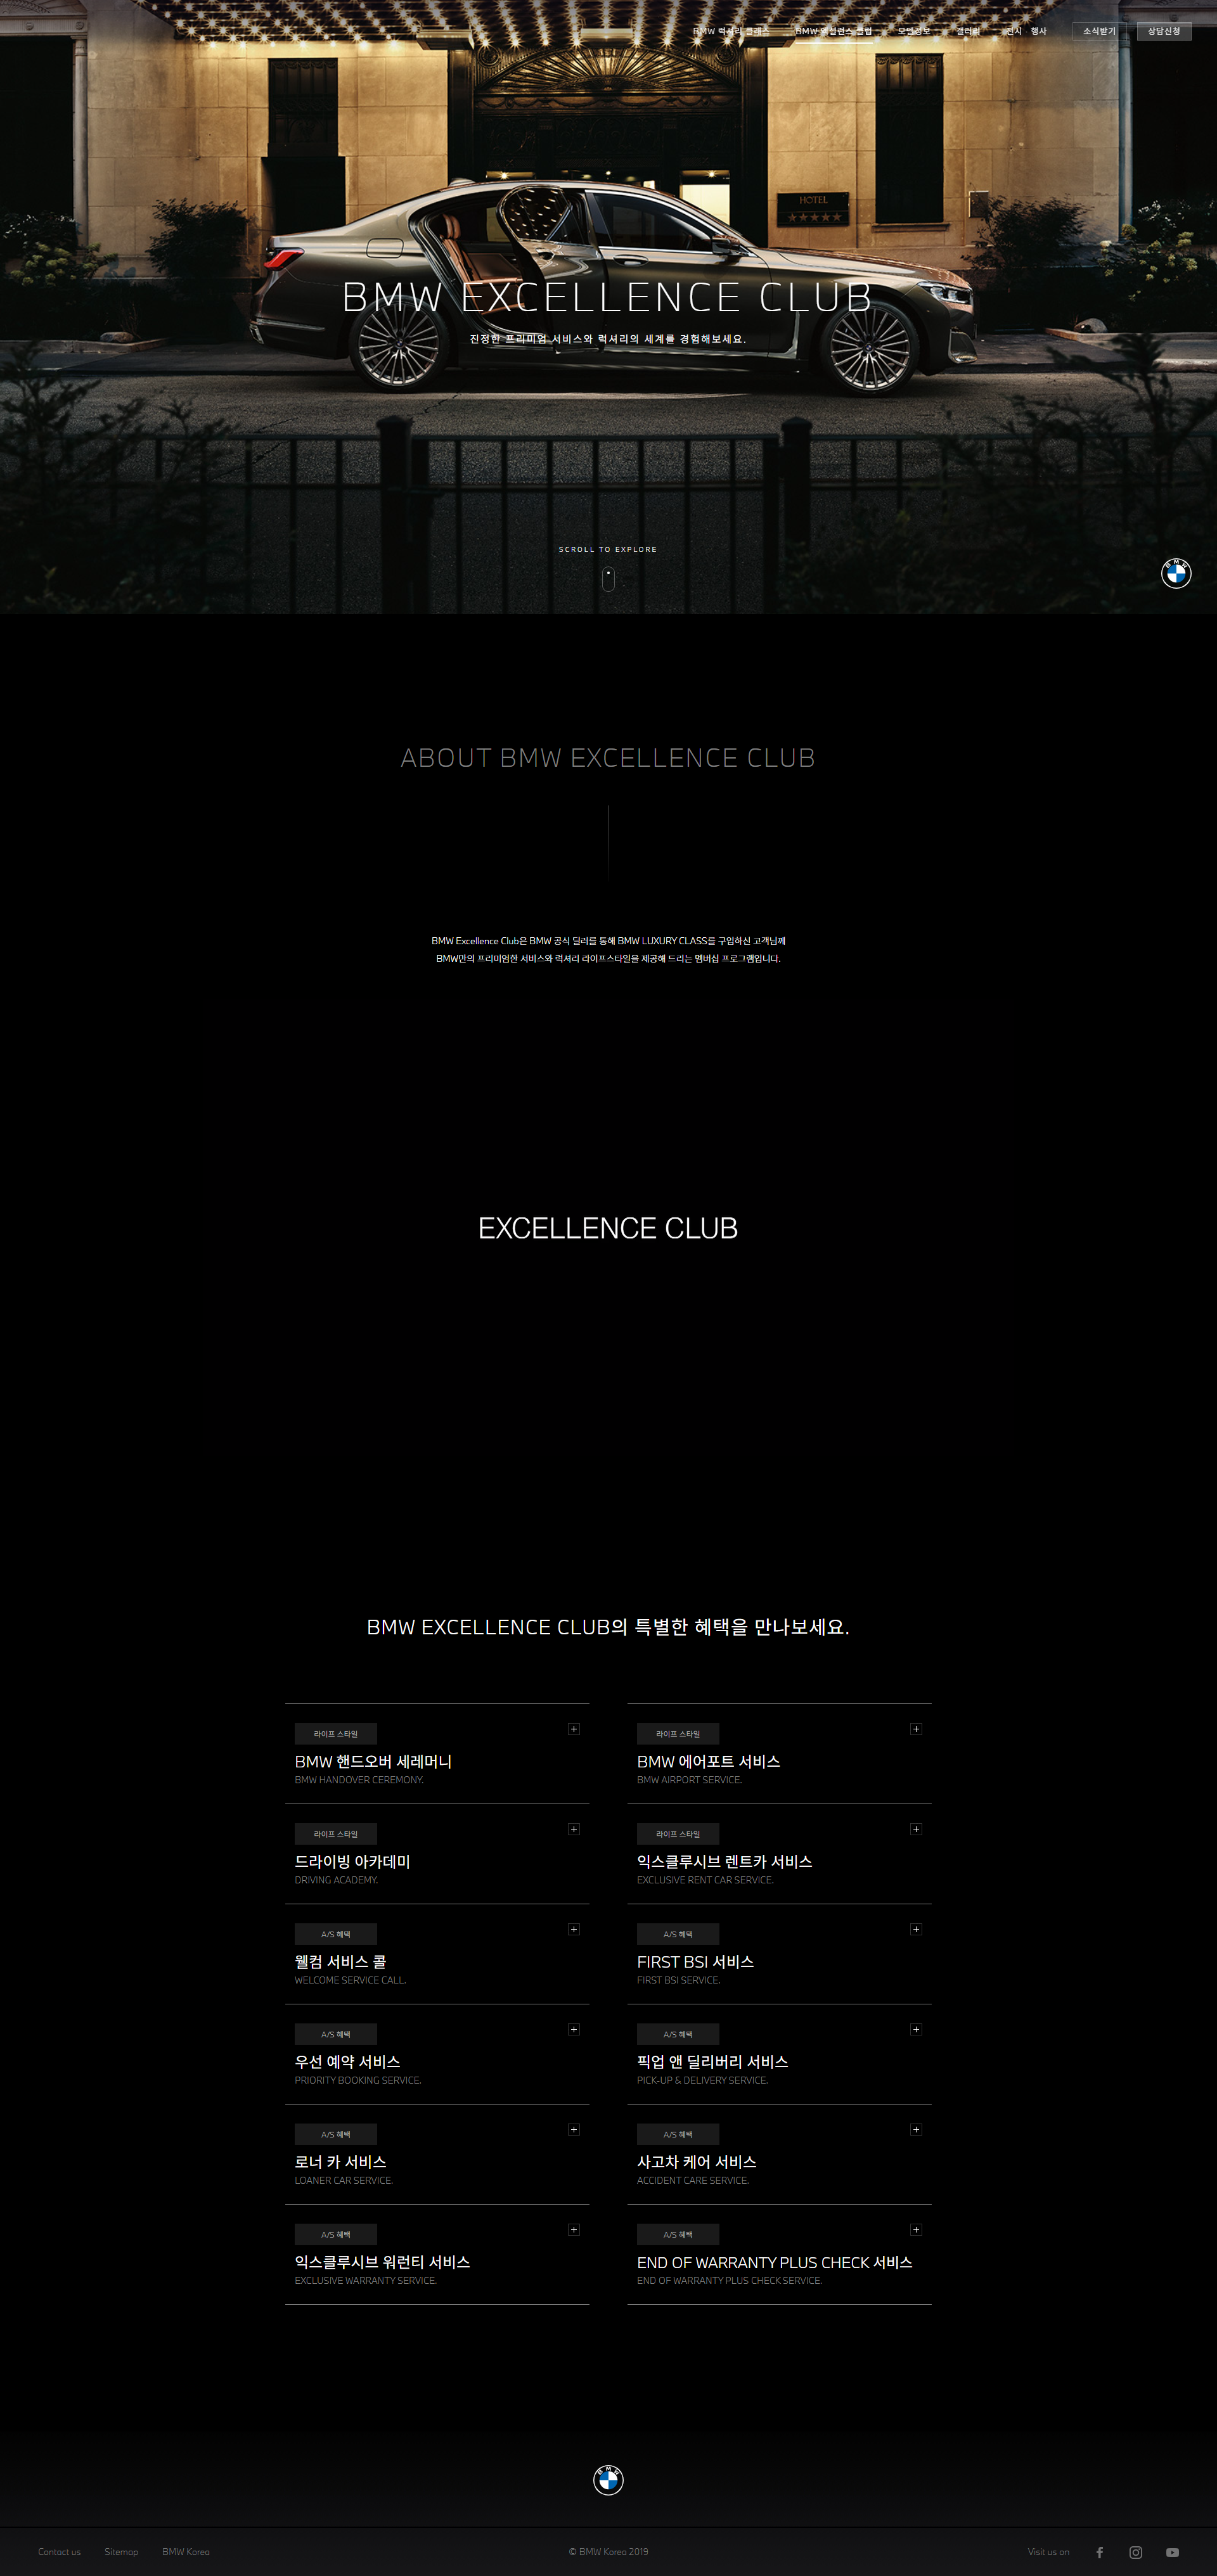 BMW 럭셔리 클래스 BMW 엑설런스 클럽 모델정보 갤러리 전시 · 행사 소식받기 상담신청
HOTEL
BMW EXCELLENCE CLUB
진정한 프리미엄 서비스와 럭셔리의 세계를 경험해보세요.
SCROLL TO EXPLORE
BMW
ABOUT BMW EXCELLENCE CLUB
BMW Excellence Club은 BMW 공식 딜러를 통해 BMW LUXURY CLASS를 구입하신 고객님께
BMW만의 프리미엄한 서비스와 럭셔리 라이프스타일을 제공해 드리는 멤버십 프로그램입니다.
EXCELLENCE CLUB
BMW EXCELLENCE CLUB의 특별한 혜택을 만나보세요.
라이프 스타일
BMW 핸드오버 세레머니
BMW HANDOVER CEREMONY.
라이프 스타일
BMW 에어포트 서비스
BMW AIRPORT SERVICE.
라이프 스타일
드라이빙 아카데미
DRIVING ACADEMY.
라이프 스타일
익스클루시브 렌트카 서비스
EXCLUSIVE RENT CAR SERVICE.
A/S 혜택
웰컴 서비스 콜
WELCOME SERVICE CALL.
A/S 혜택
FIRST BSI 서비스
FIRST BSI SERVICE.
A/S 혜택
우선 예약 서비스
PRIORITY BOOKING SERVICE.
A/S 혜택
픽업 앤 딜리버리 서비스
PICK-UP & DELIVERY SERVICE.
A/S 혜택
로너 카 서비스
LOANER CAR SERVICE.
A/S 혜택
사고차 케어 서비스
ACCIDENT CARE SERVICE.
A/S 혜택
익스클루시브 워런티 서비스
EXCLUSIVE WARRANTY SERVICE.
A/S 혜택
END OF WARRANTY PLUS CHECK 서비스
END OF WARRANTY PLUS CHECK SERVICE.
BMW
Contact us Sitemap BMW Korea © BMW Korea 2019 Visit us on